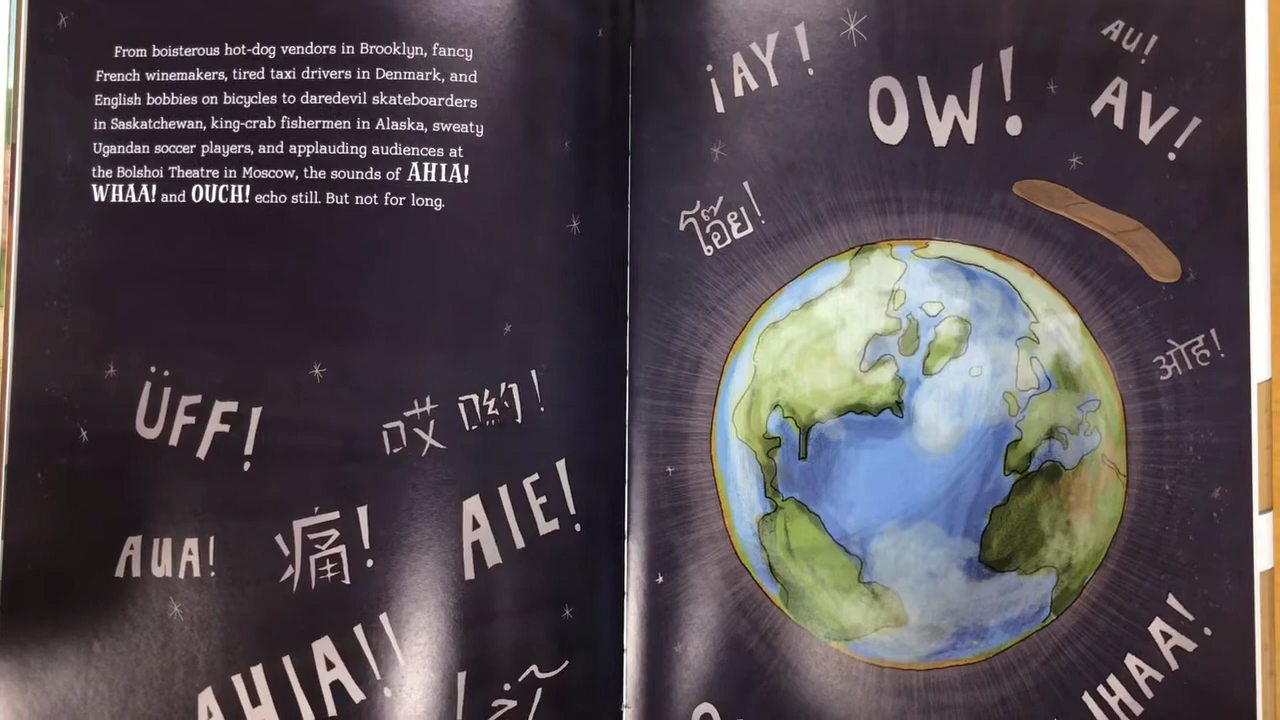 From boisterous hot-dog vendors in Brooklyn, fancy
French winemakers, tired taxi drivers in Denmark, and
English bobbies on bicycles to daredevil skateboarders
in Saskatchewan, king-crab fishermen in Alaska, sweaty
Ugandan soccer players, and applauding audiences at
the Bolshoi Theatre in Moscow, the sounds of AHIA!
WHAA! and OUCH! echo still. But not for long.
ÜFF!
哎哟!
AUA!
痛!
AIE!
AHIA!!
¡AY!
OW!
AU!
AV!
โอ๊ย!
ओह!